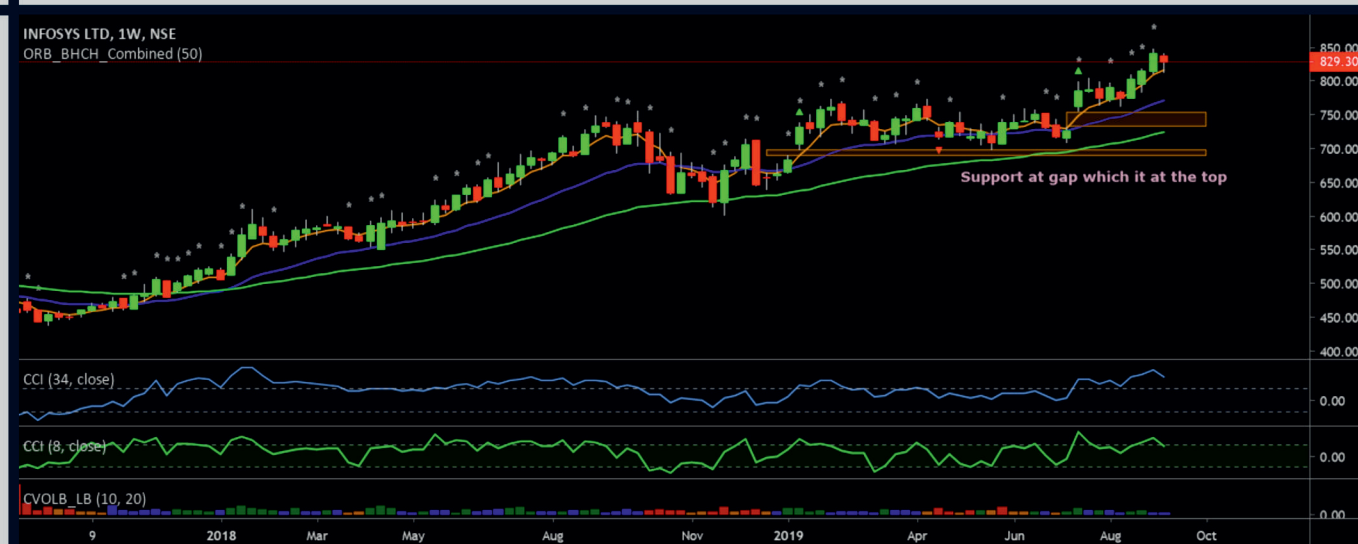 INFOSYS LTD, 1W, NSE
ORB_BHCH_Combined (50)
850.00
829.30
800.00
750.00
700.00
Support at gap which it at the top
650.00
600.00
550.00
500.00
450.00
400.00
CCI (34, close)
0.00
CCI (8, close)
0.00
CVOLB_LB (10, 20)
0.00
9 2018 Mar May Aug Nov 2019 Apr Jun Aug Oct